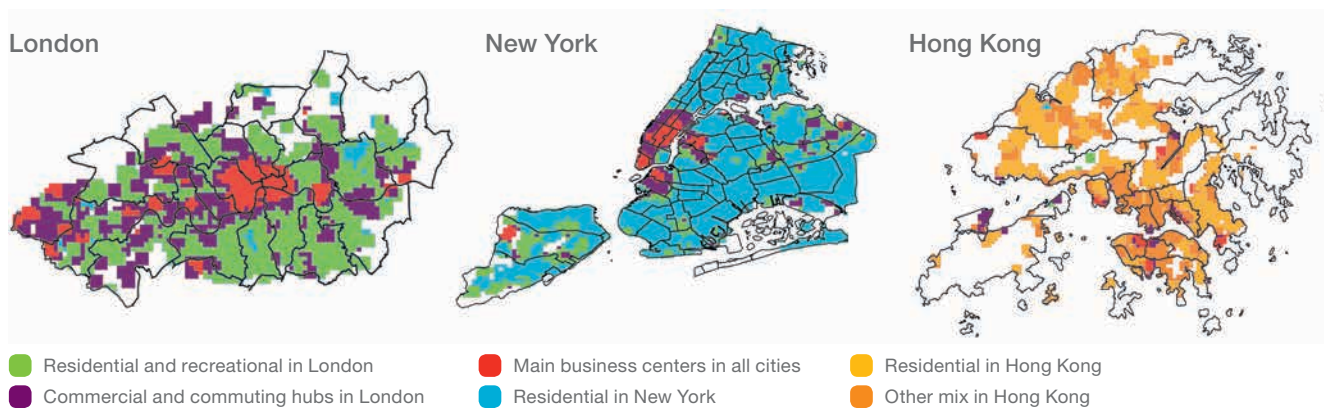 London
New York
Hong Kong
Residential and recreational in London
Main business centers in all cities
Residential in Hong Kong
Commercial and commuting hubs in London
Residential in New York
Other mix in Hong Kong